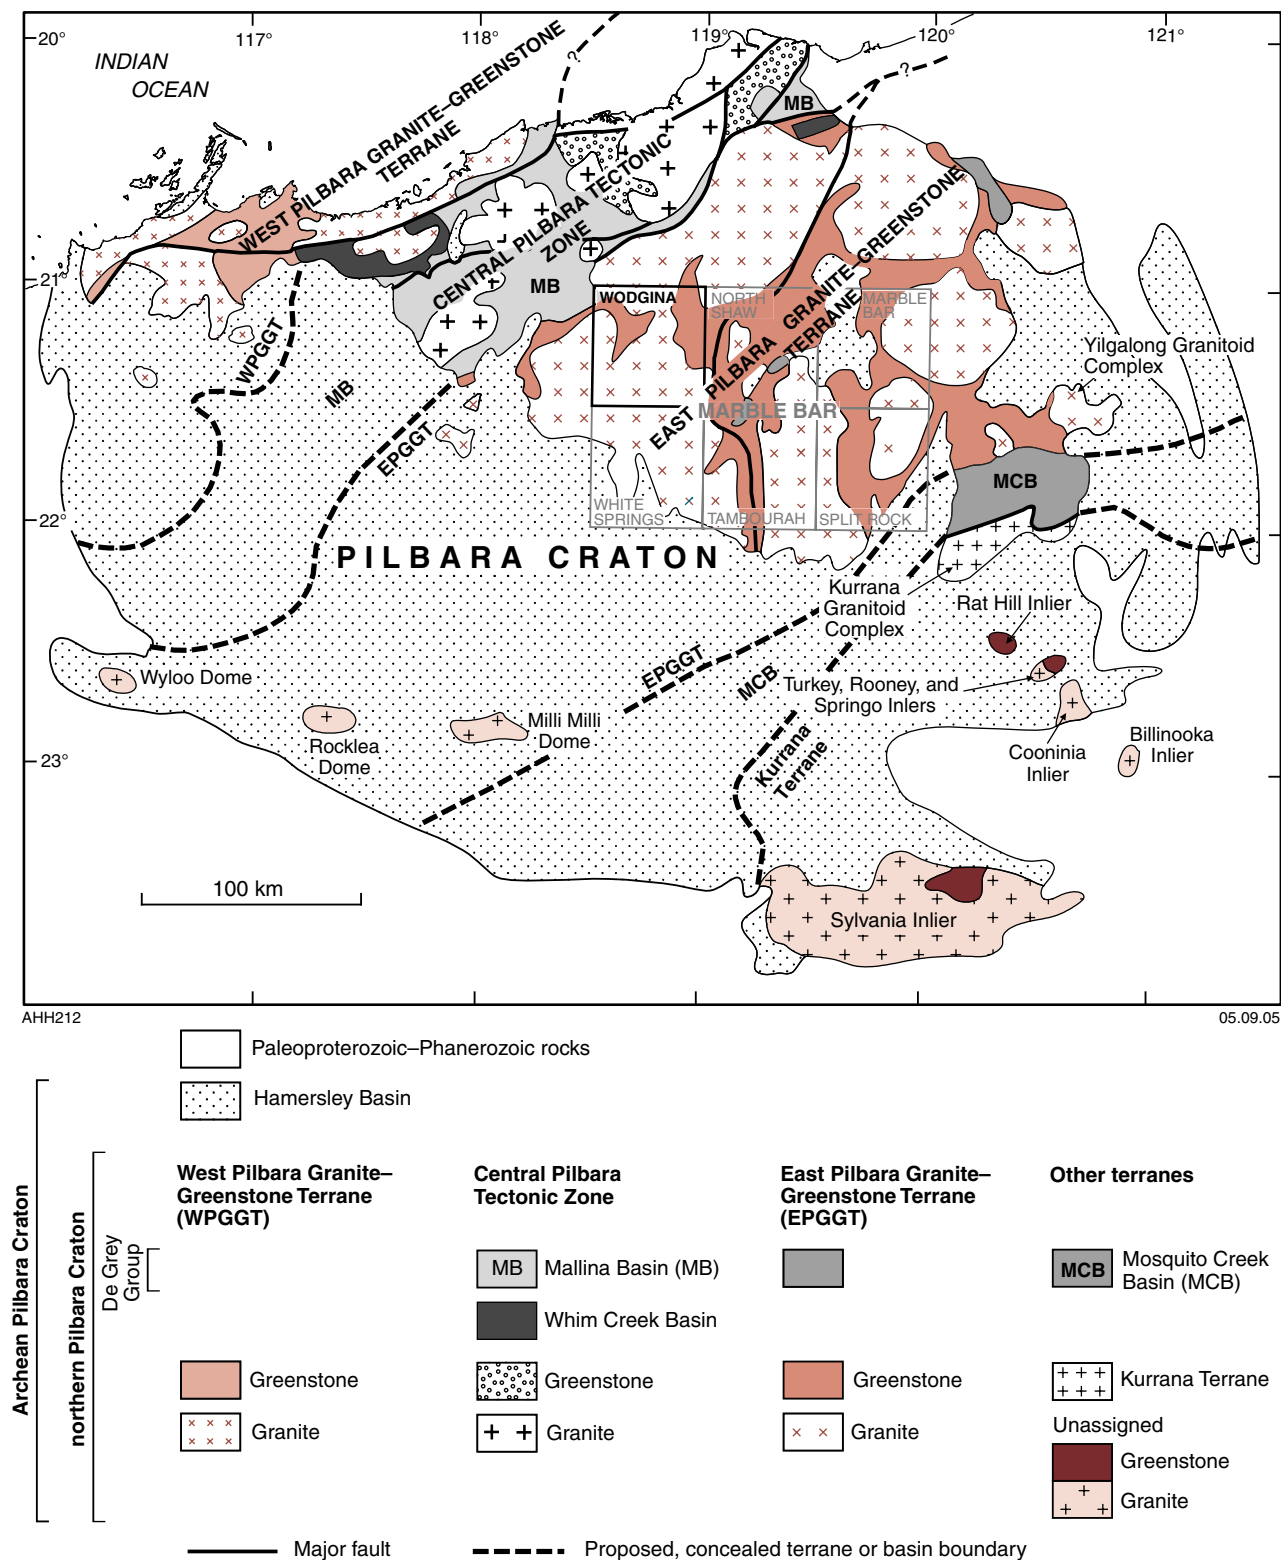 20°
117°
118°
119°
120°
121°
INDIAN
OCEAN
WEST PILBARA GRANITE–GREENSTONE
TERRANE
?
?
MB
CENTRAL PILBARA TECTONIC
ZONE
EAST PILBARA GRANITE–GREENSTONE
TERRANE
21°
MB
WODGINA
NORTH
SHAW
MARBLE
BAR
WPGGT
MB
EPGGT
MARBLE BAR
Yilgalong Granitoid
Complex
MCB
22°
WHITE
SPRINGS
TAMBOURAH
SPLIT ROCK
PILBARA CRATON
Kurrana
Granitoid
Complex
Rat Hill Inlier
EPGGT
MCB
Wyloo Dome
Turkey, Rooney, and
Springo Inlers
Rocklea
Dome
Milli Milli
Dome
Kurrana
Terrane
Cooninia
Inlier
Billinooka
Inlier
23°
100 km
Sylvania Inlier
AHH212
05.09.05
Paleoproterozoic–Phanerozoic rocks
Hamersley Basin
Archean Pilbara Craton
northern Pilbara Craton
De Grey
Group
West Pilbara Granite–
Greenstone Terrane
(WPGGT)
Greenstone
Granite
Central Pilbara
Tectonic Zone
MB
Mallina Basin (MB)
Whim Creek Basin
Greenstone
Granite
East Pilbara Granite–
Greenstone Terrane
(EPGGT)
Greenstone
Granite
Other terranes
MCB
Mosquito Creek
Basin (MCB)
Kurrana Terrane
Unassigned
Greenstone
Granite
Major fault
Proposed, concealed terrane or basin boundary